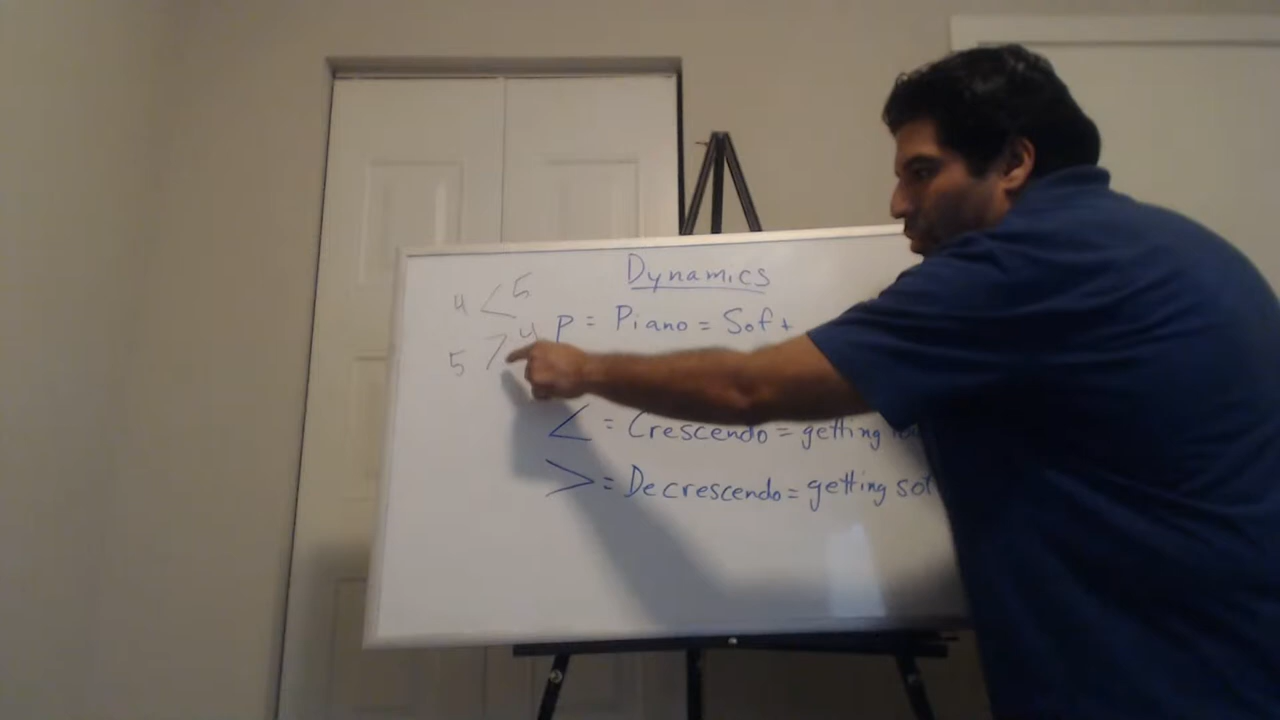 Dynamics
4 < 5
P = Piano = Soft
5 > 4
< = Crescendo = getting
> = Decrescendo = getting